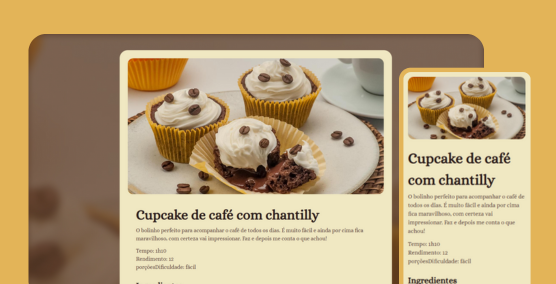 Cupcake de café com chantilly
O bolinho perfeito para acompanhar o café de todos os dias. É muito fácil e ainda por cima fica
maravilhoso, com certeza vai impressionar. Faz e depois me conta o que achou!
Tempo: 1h10
Rendimento: 12
porçõesDificuldade: fácil
Cupcake de café
com chantilly
O bolinho perfeito para acompanhar o café de
todos os dias. É muito fácil e ainda por cima
fica maravilhoso, com certeza vai
impressionar. Faz e depois me conta o que
achou!
Tempo: 1h10
Rendimento: 12
porçõesDificuldade: fácil
Ingredientes